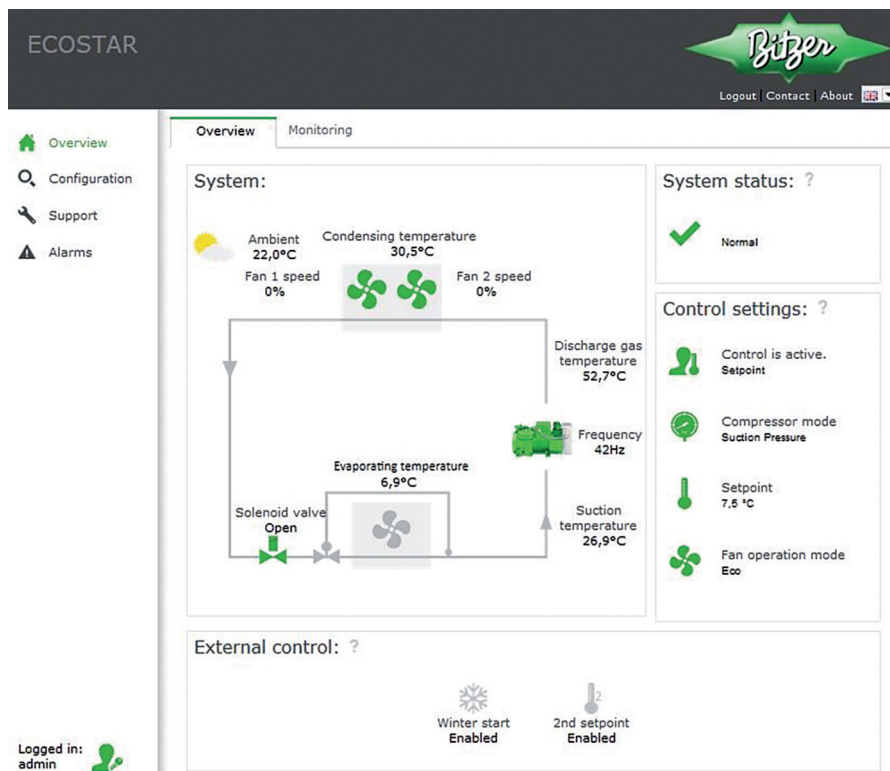 ECOSTAR
Bitzer
Logout | Contact | About
Overview
Configuration
Support
Alarms
Overview
Monitoring
System:
Ambient
22,0°C
Condensing temperature
30,5°C
Fan 1 speed
0%
Fan 2 speed
0%
Discharge gas
temperature
52,7°C
Frequency
42Hz
Evaporating temperature
6,9°C
Solenoid valve
Open
Suction
temperature
26,9°C
System status: ?
Normal
Control settings: ?
Control is active.
Setpoint
Compressor mode
Suction Pressure
Setpoint
7,5 °C
Fan operation mode
Eco
External control: ?
Winter start
Enabled
2
2nd setpoint
Enabled
Logged in:
admin